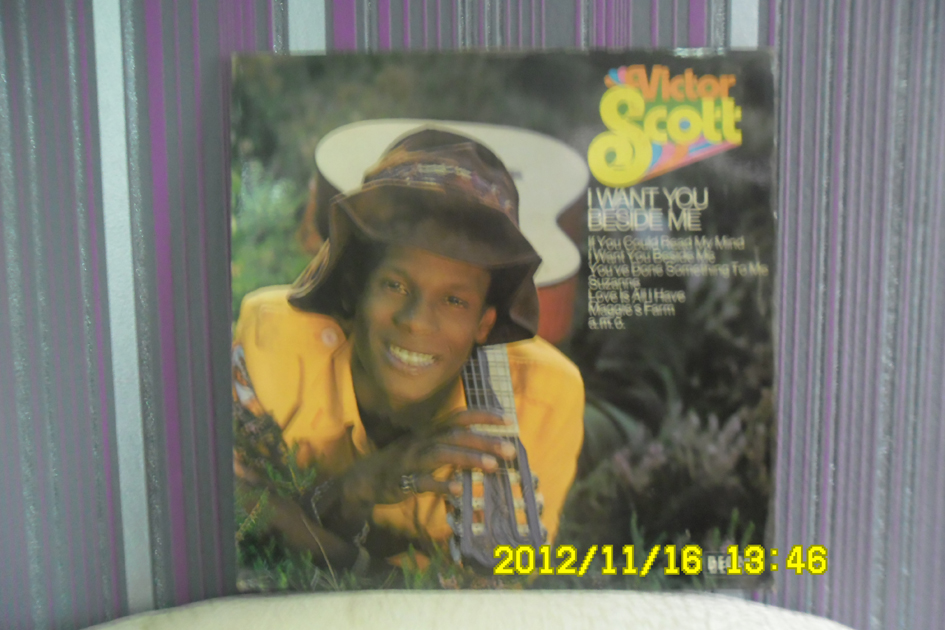 Victor
Scott
I WANT YOU
BESIDE ME
If You Could Read My Mind
I Want You Beside Me
You've Done Something To Me
Suzanne
Love Is All I Have
Maggie's Farm
a.m.o.
2012/11/16 13:46